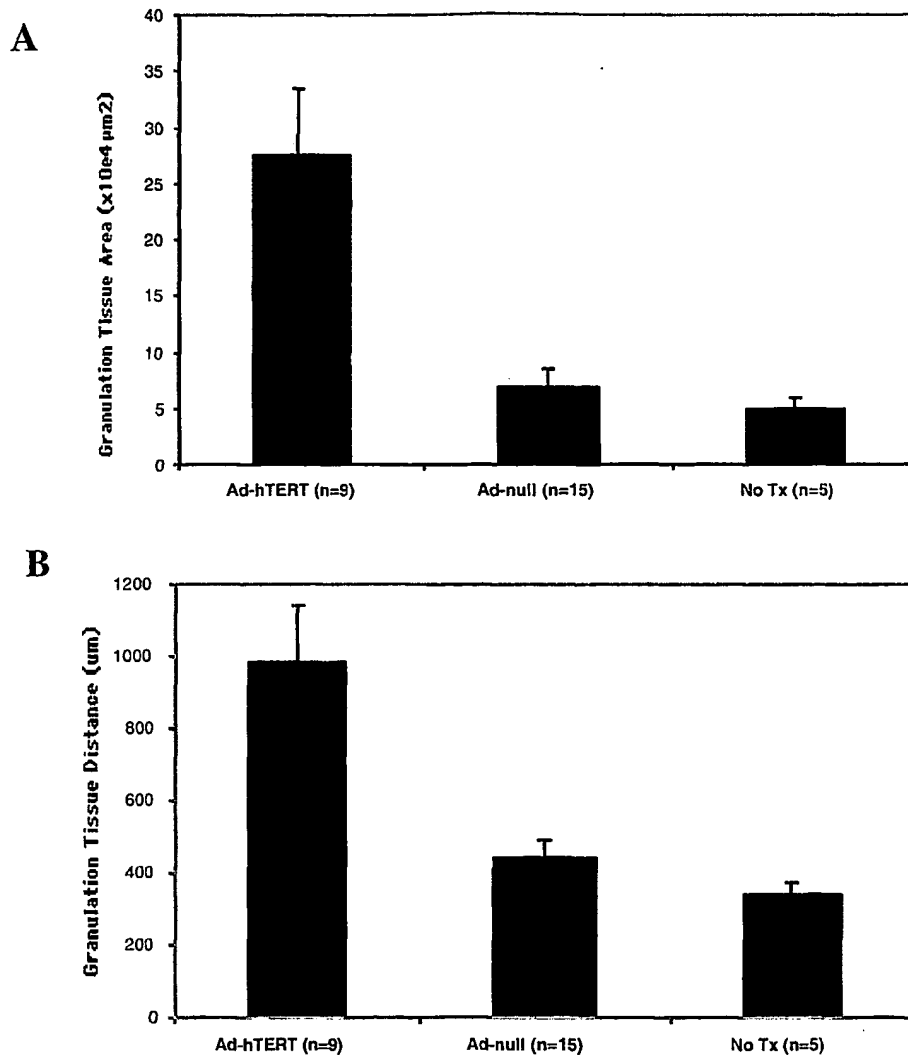 A
Granulation Tissue Area (x10e4 µm2)
40
35
30
25
20
15
10
5
0
Ad-hTERT (n=9) Ad-null (n=15) No Tx (n=5)
B
Granulation Tissue Distance (um)
1200
1000
800
600
400
200
0
Ad-hTERT (n=9) Ad-null (n=15) No Tx (n=5)